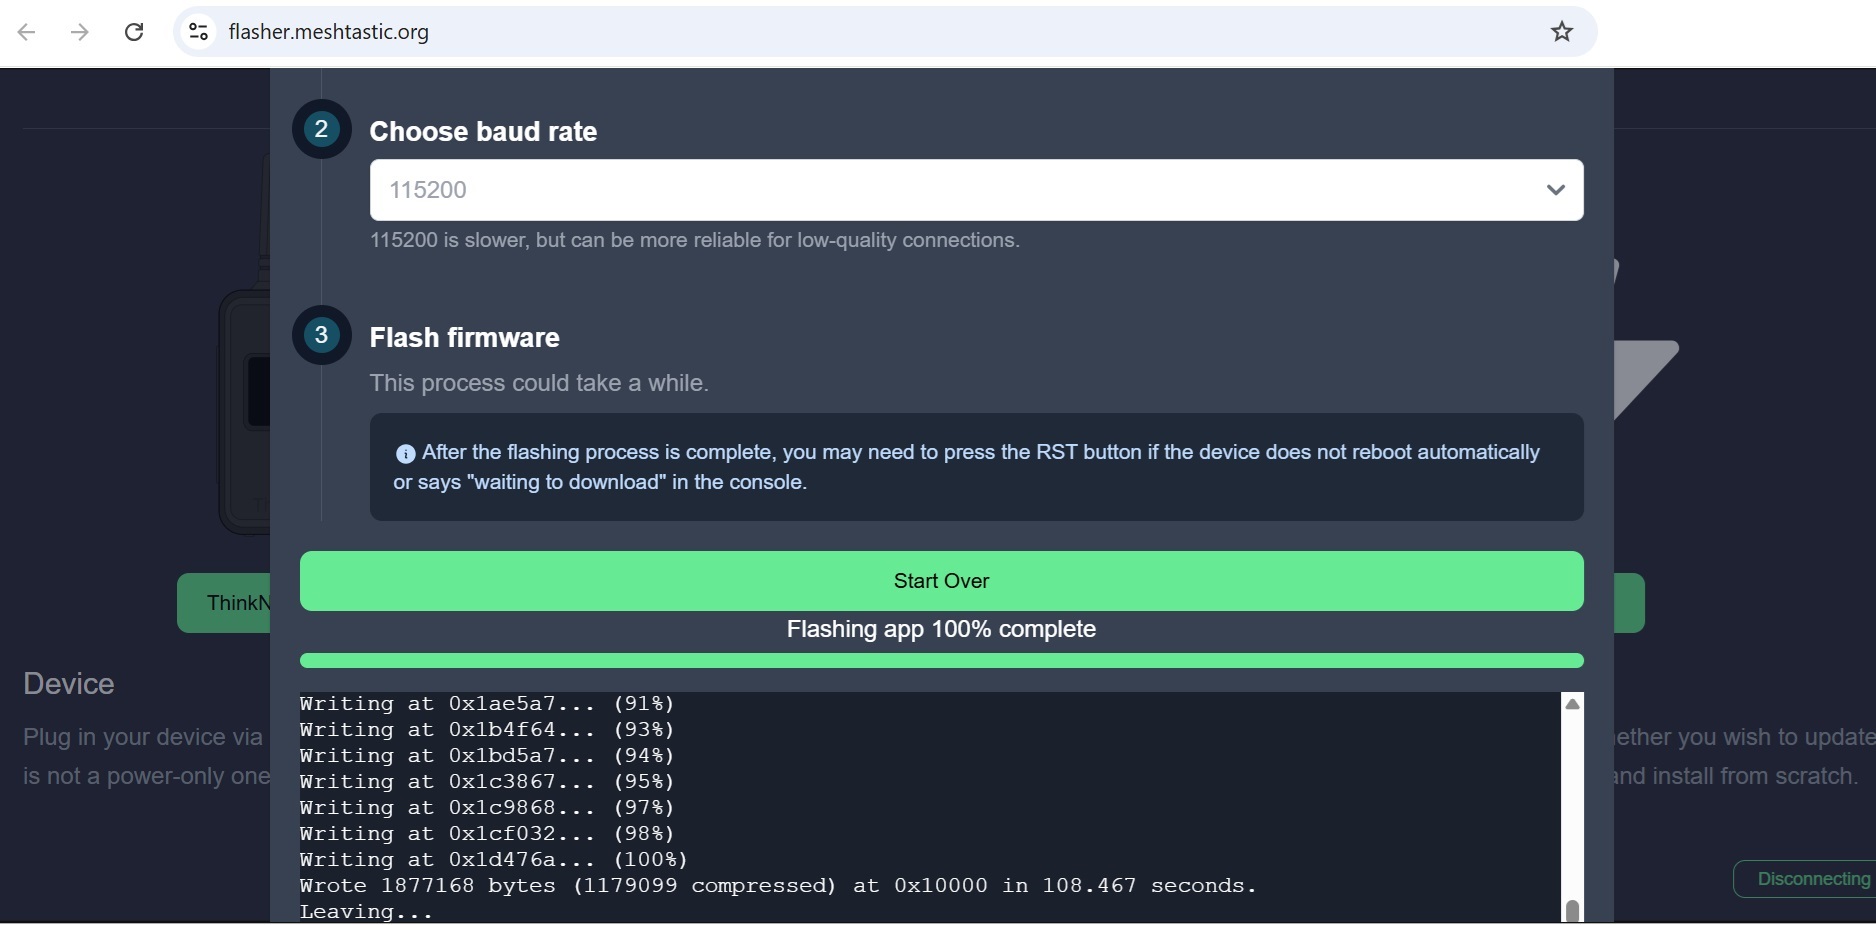 flasher.meshtastic.org
2
Choose baud rate
115200
115200 is slower, but can be more reliable for low-quality connections.
3
Flash firmware
This process could take a while.
After the flashing process is complete, you may need to press the RST button if the device does not reboot automatically
or says "waiting to download" in the console.
Start Over
ThinkN
Flashing app 100% complete
Device
Plug in your device via
is not a power-only one
ether you wish to update
and install from scratch.
Writing at 0x1ae5a7... (91%)
Writing at 0x1b4f64... (93%)
Writing at 0x1bd5a7... (94%)
Writing at 0x1c3867... (95%)
Writing at 0x1c9868... (97%)
Writing at 0x1cf032... (98%)
Writing at 0x1d476a... (100%)
Wrote 1877168 bytes (1179099 compressed) at 0x10000 in 108.467 seconds.
Leaving...
Disconnecting